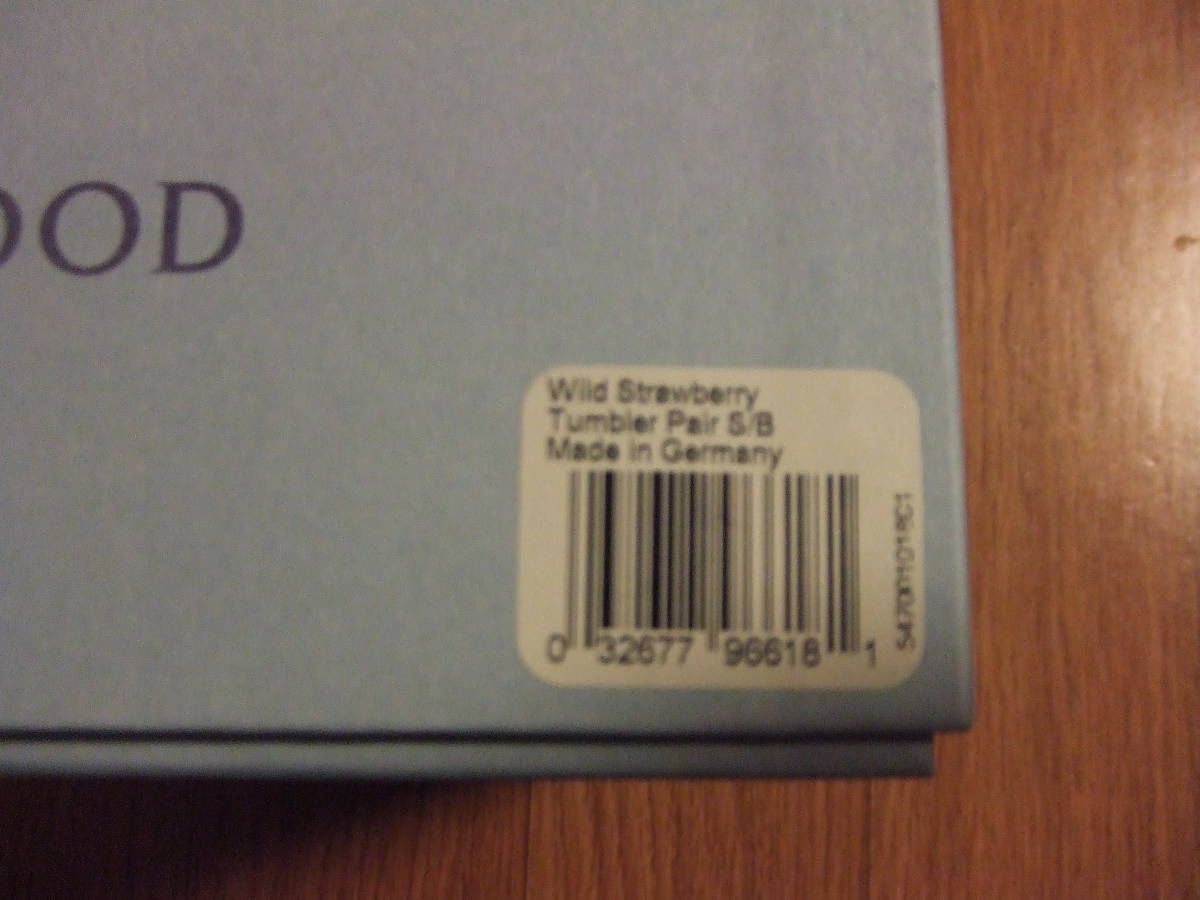 OOD
Wild Strawberry
Tumbler Pair S/B
Made in Germany
0 32677 96618 1